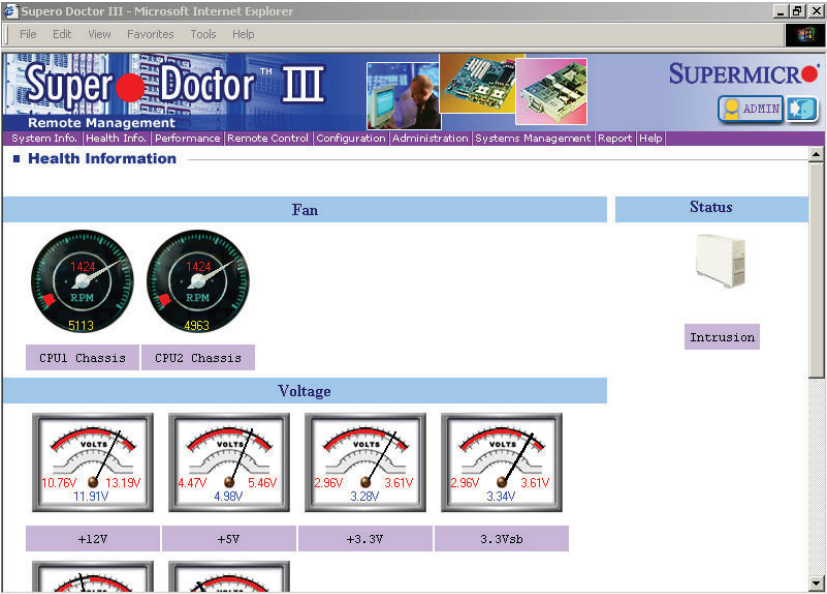 Supero Doctor III - Microsoft Internet Explorer
File Edit View Favorites Tools Help
Super Doctor™ III
SUPERMICRO
Remote Management
ADMIN
System Info. Health Info. Performance Remote Control Configuration Administration Systems Management Report Help
Health Information
Fan
Status
1424
RPM
5113
1424
RPM
4963
CPU1 Chassis
CPU2 Chassis
Intrusion
Voltage
VOLTS
10.76V 13.19V
11.91V
VOLTS
4.47V 5.46V
4.98V
VOLTS
2.96V 3.61V
3.28V
VOLTS
2.96V 3.61V
3.34V
+12V
+5V
+3.3V
3.3Vsb